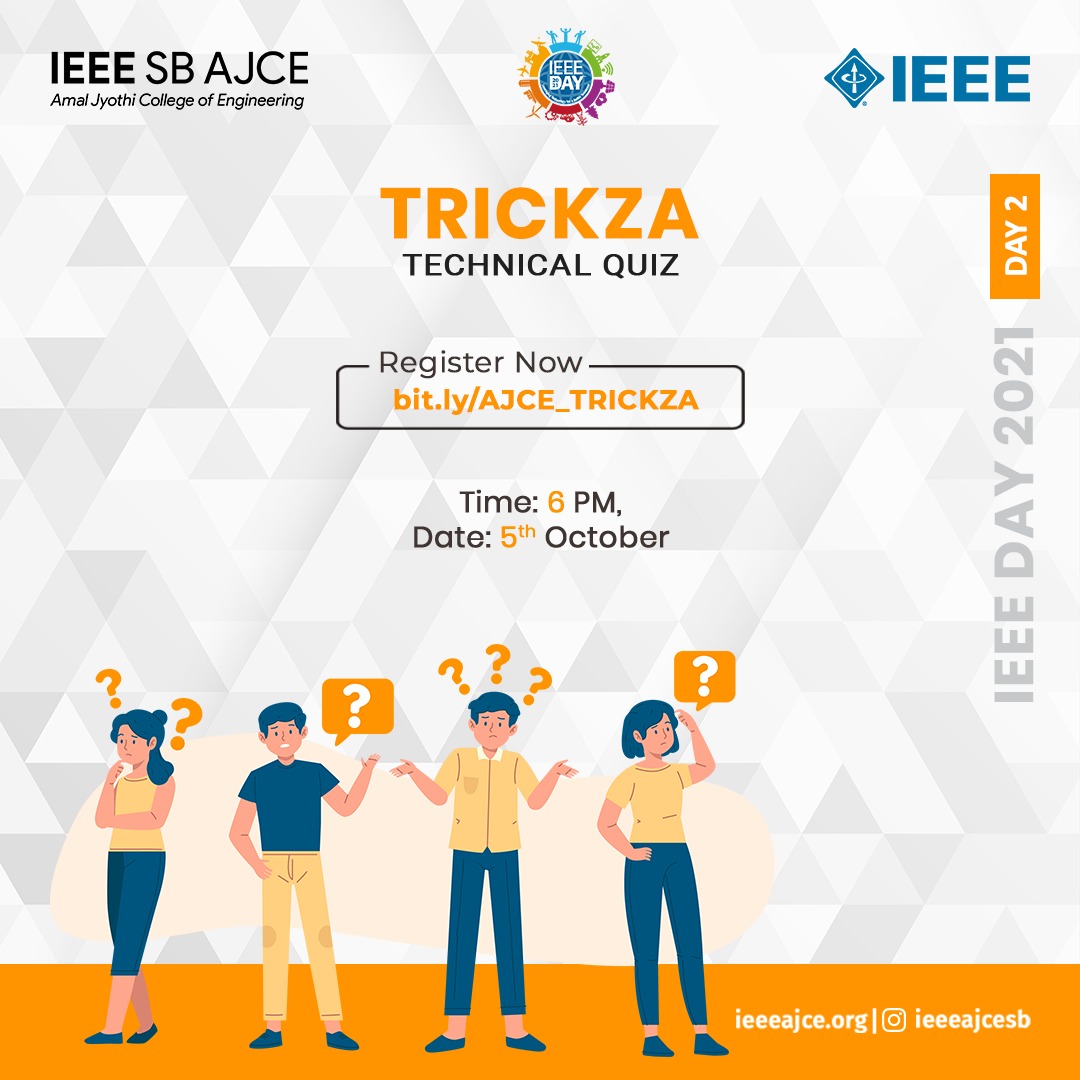 IEEE SB AJCE
Amal Jyothi College of Engineering
IEEE
2021
DAY
IEEE
TRICKZA
TECHNICAL QUIZ
DAY 2
IEEE DAY 2021
Register Now
bit.ly/AJCE_TRICKZA
Time: 6 PM,
Date: 5th October
?
?
?
?
?
?
?
ieeeajce.org | ieeeajcesb